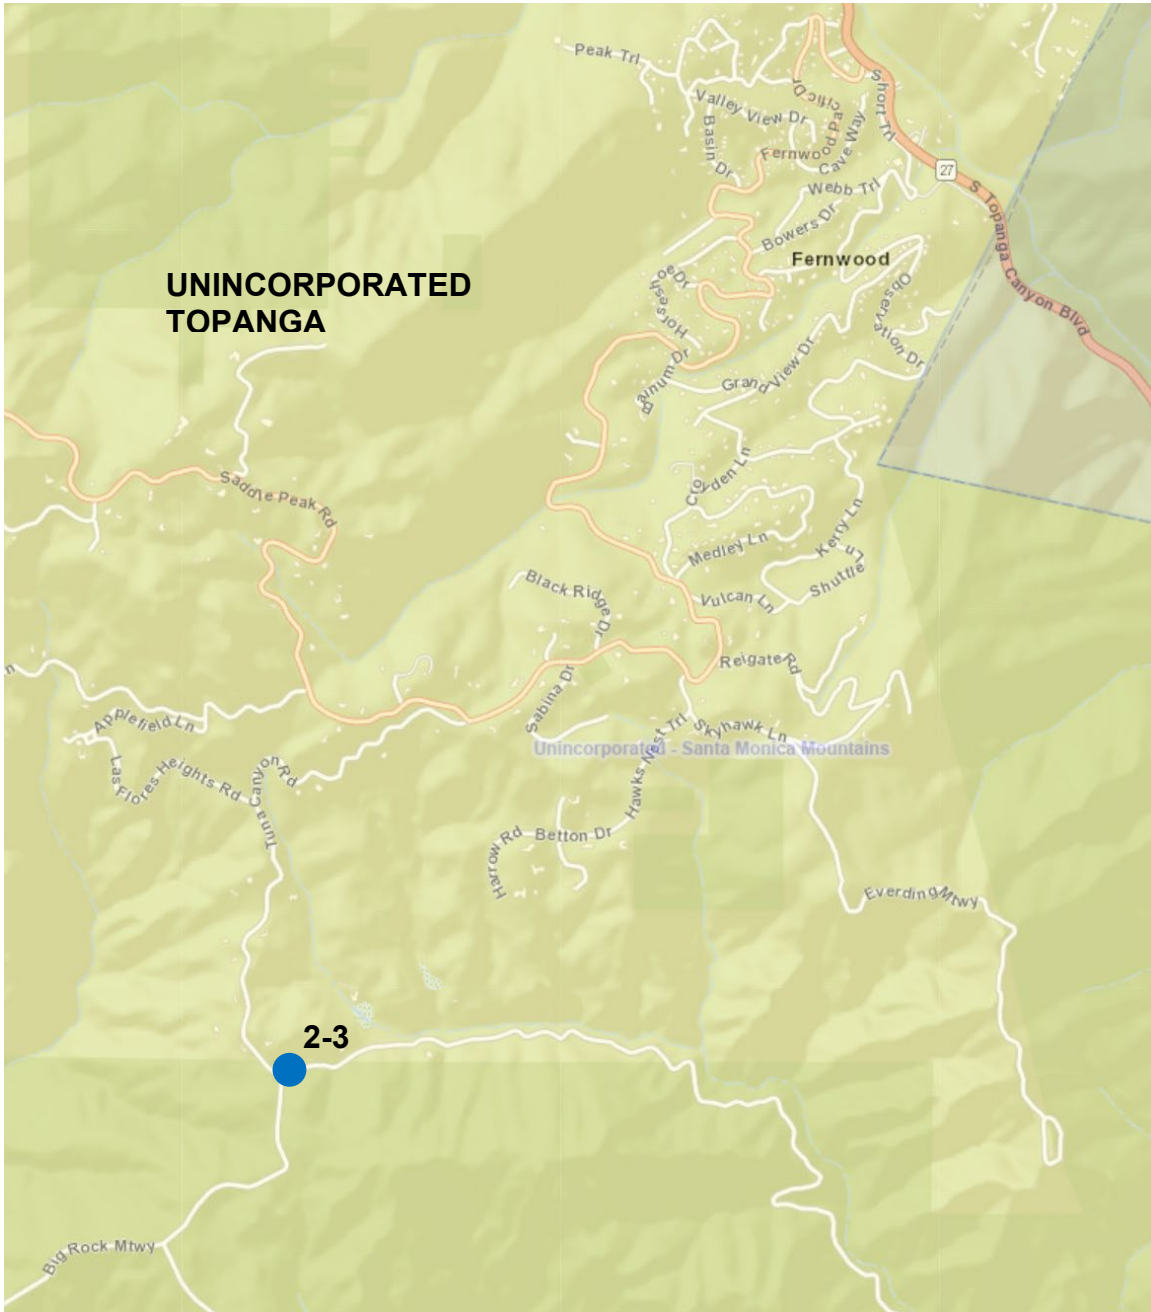 Peak Trl
Short Trl
Valley View Dr
Basin Dr
Fernwood Pacific Dr
Cave Way
27
Webb Trl
S Topanga Canyon Blvd
Bowers Dr
Fernwood
UNINCORPORATED
TOPANGA
Horseshoe Dr
Observation Dr
Bainum Dr
Grand View Dr
Croyden Ln
Saddle Peak Rd
Kerry Ln
Medley Ln
Shuttle Ln
Black Ridge Dr
Vulcan Ln
Reigate Rd
n
Sabina Dr
Applefield Ln
Skyhawk Ln
Hawks Nest Trl
Unincorporated - Santa Monica Mountains
Las Flores Heights Rd
Tuna Canyon Rd
Harrow Rd
Betton Dr
Everding Mtwy
2-3
Big Rock Mtwy